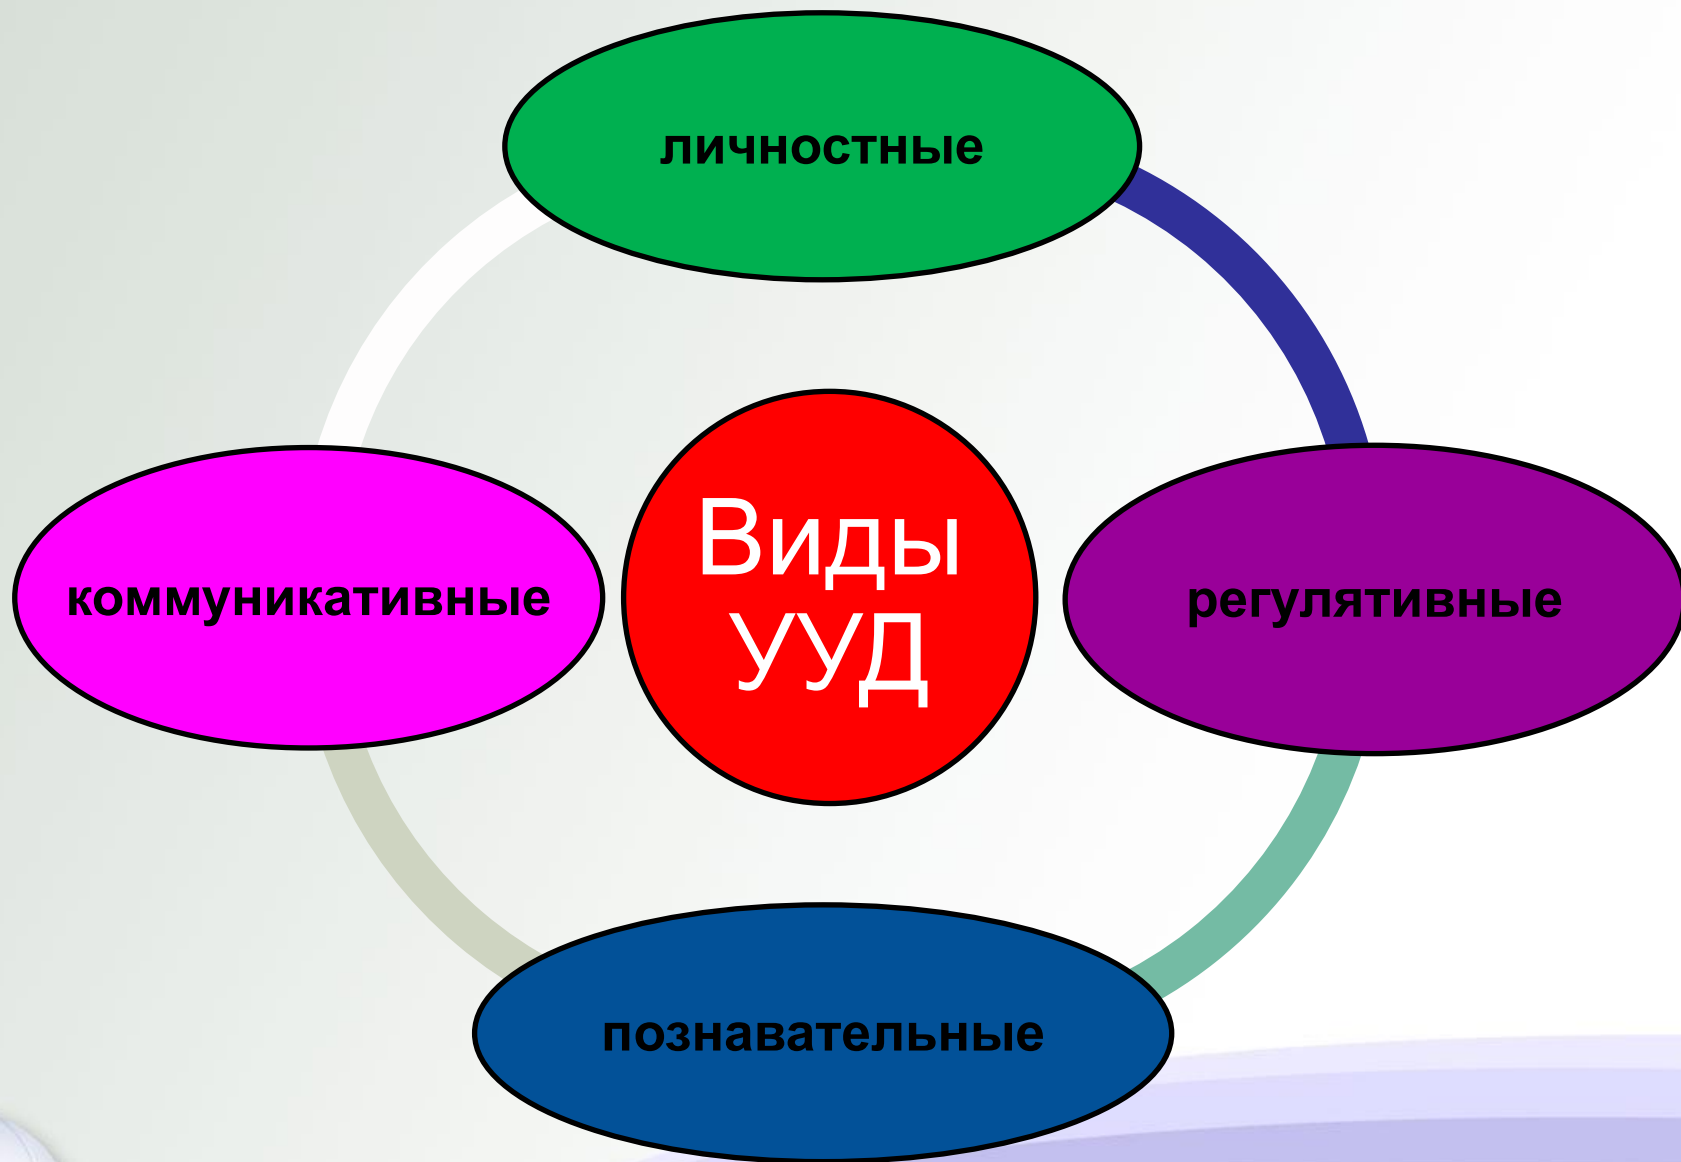 личностные
коммуникативные
Виды
УУД
регулятивные
познавательные